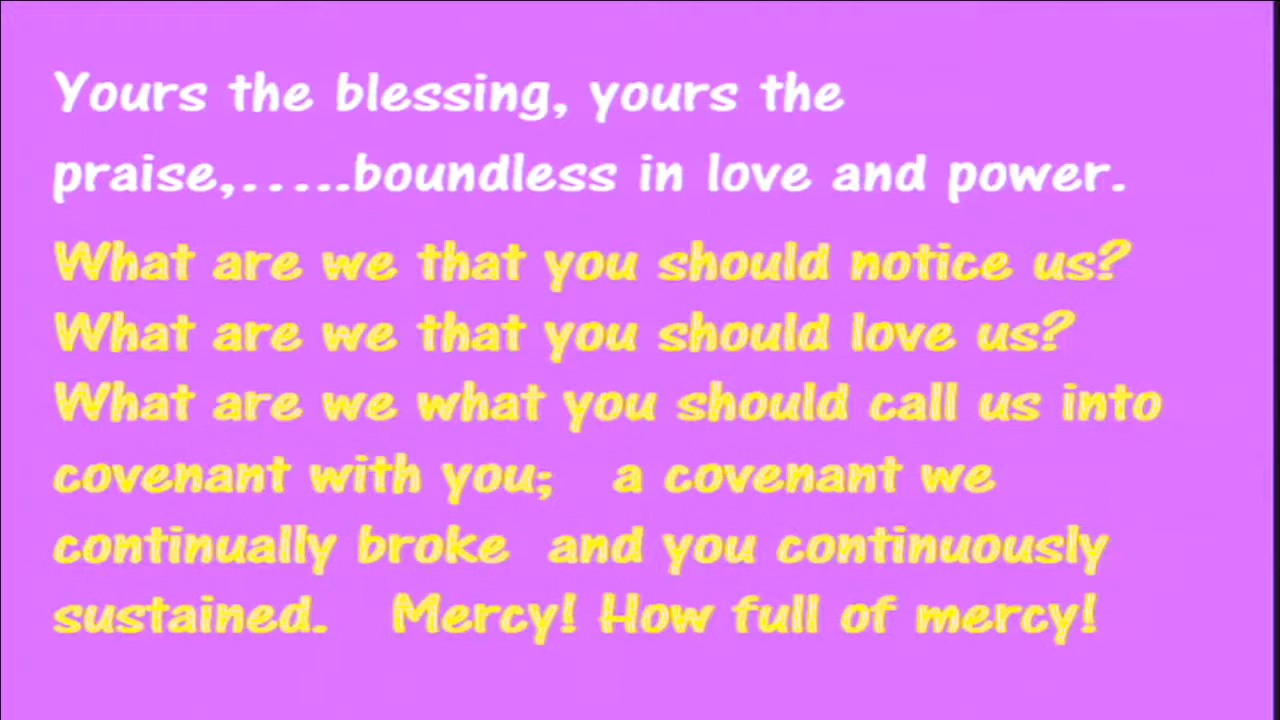 Yours the blessing, yours the
praise,.....boundless in love and power.
What are we that you should notice us?
What are we that you should love us?
What are we what you should call us into
covenant with you; a covenant we
continually broke and you continuously
sustained. Mercy! How full of mercy!